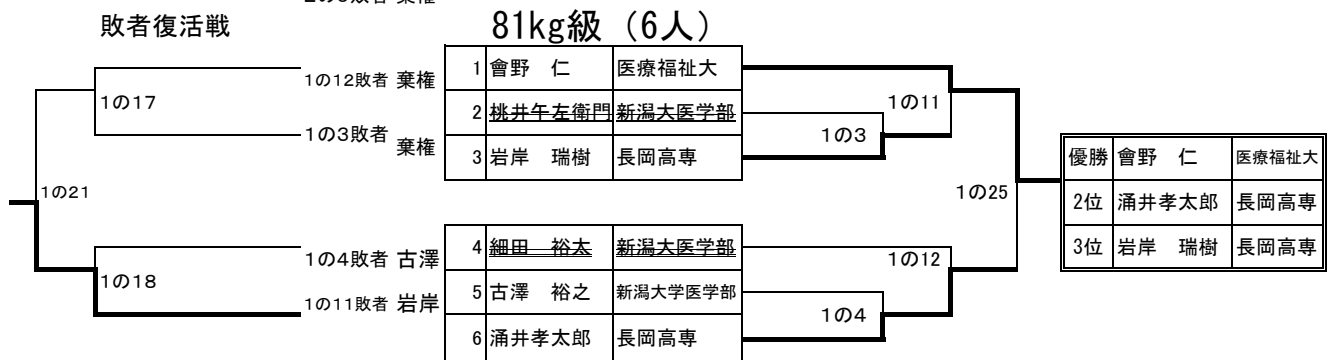 敗者復活戦
81kg級（6人）
1の12敗者 棄権
1の17
1の3敗者 棄権
1の21
1の4敗者 古澤
1の18
1の11敗者 岩岸
1 會野　仁 医療福祉大
2 桃井午左衛門 新潟大医学部
3 岩岸　瑞樹 長岡高専
4 細田　裕太 新潟大医学部
5 古澤　裕之 新潟大学医学部
6 涌井孝太郎 長岡高専
1の11
1の3
1の25
1の12
1の4
優勝 會野　仁 医療福祉大
2位 涌井孝太郎 長岡高専
3位 岩岸　瑞樹 長岡高専